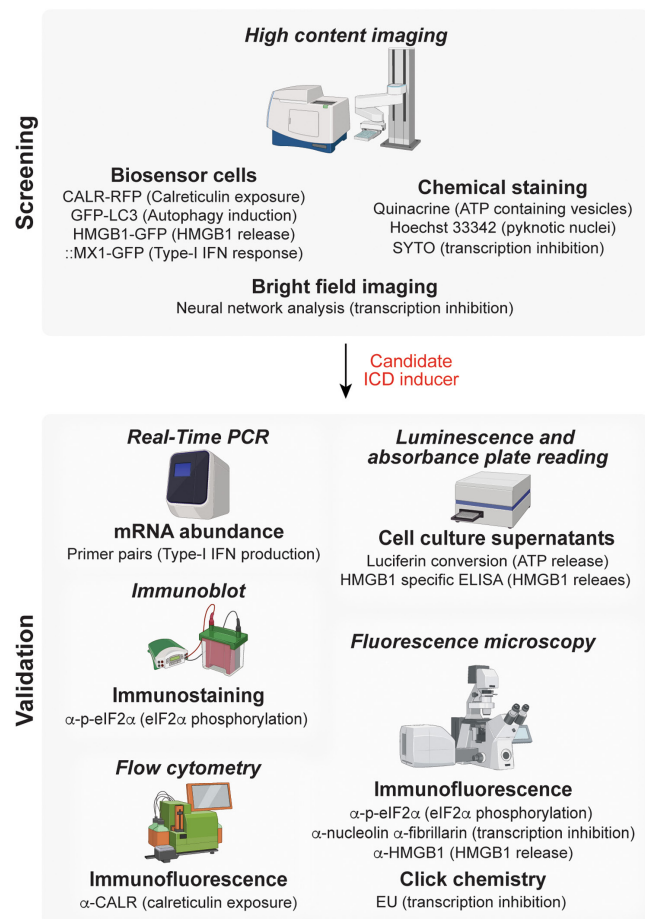 Screening
High content imaging
Biosensor cells
CALR-RFP (Calreticulin exposure)
GFP-LC3 (Autophagy induction)
HMGB1-GFP (HMGB1 release)
::MX1-GFP (Type-I IFN response)
Chemical staining
Quinacrine (ATP containing vesicles)
Hoechst 33342 (pyknotic nuclei)
SYTO (transcription inhibition)
Bright field imaging
Neural network analysis (transcription inhibition)
Candidate
ICD inducer
Validation
Real-Time PCR
mRNA abundance
Primer pairs (Type-I IFN production)
Luminescence and
absorbance plate reading
Cell culture supernatants
Luciferin conversion (ATP release)
HMGB1 specific ELISA (HMGB1 releaes)
Immunoblot
Immunostaining
α-p-eIF2α (eIF2α phosphorylation)
Fluorescence microscopy
Immunofluorescence
α-p-eIF2α (eIF2α phosphorylation)
α-nucleolin α-fibrillarin (transcription inhibition)
α-HMGB1 (HMGB1 release)
Click chemistry
EU (transcription inhibition)
Flow cytometry
Immunofluorescence
α-CALR (calreticulin exposure)